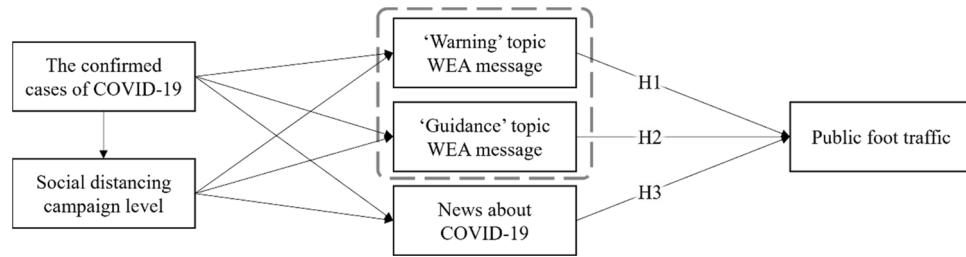 The confirmed
cases of COVID-19
Social distancing
campaign level
‘Warning’ topic
WEA message
‘Guidance’ topic
WEA message
News about
COVID-19
H1
H2
H3
Public foot traffic